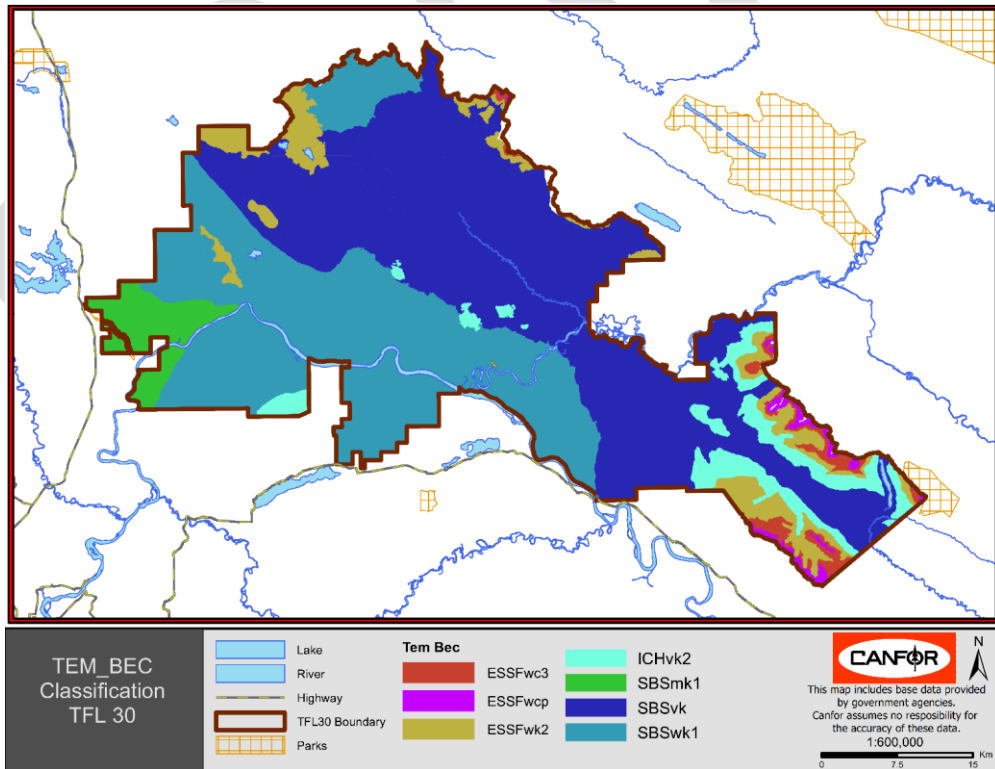 TEM_BEC
Classification
TFL 30
Lake
River
Highway
TFL30 Boundary
Parks
Tem Bec
ESSFwc3
ESSFwcp
ESSFwk2
ICHvk2
SBSmk1
SBSvk
SBSwk1
CANFOR
N
This map includes base data provided
by government agencies.
Canfor assumes no resposibility for
the accuracy of these data.
1:600,000
Km
0 7.5 15